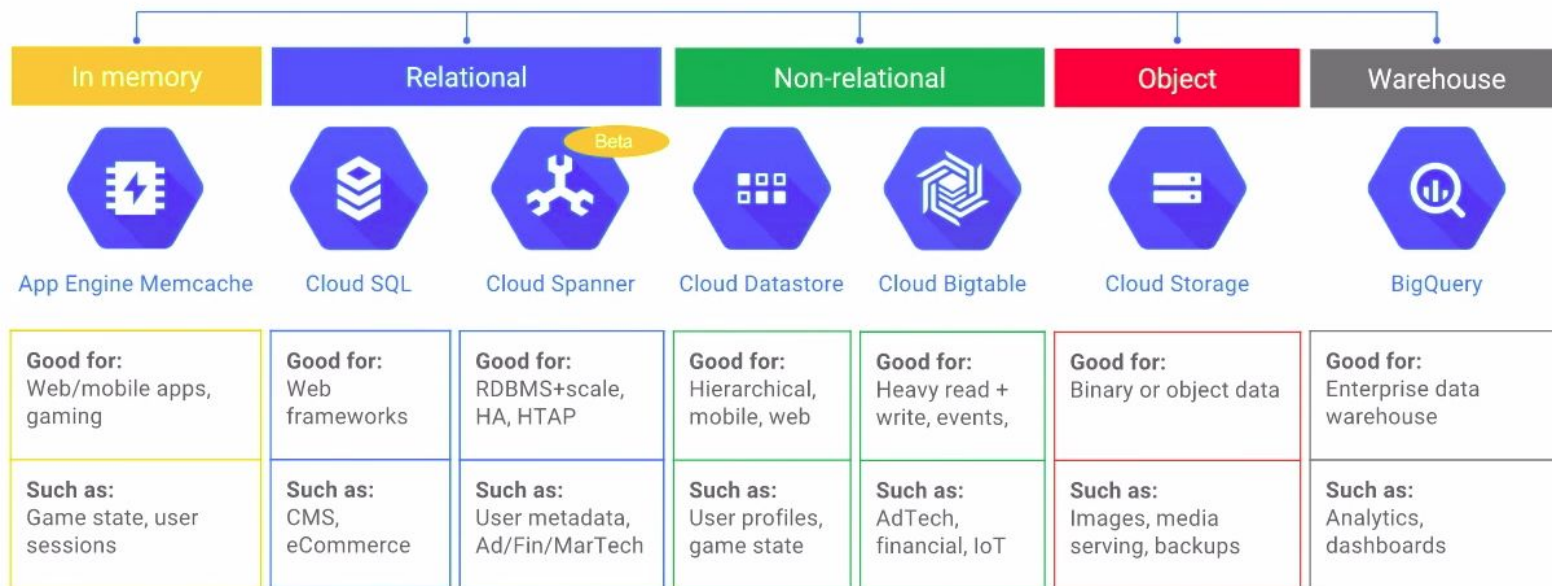 In memory
Relational
Non-relational
Object
Warehouse
Beta
App Engine Memcache
Cloud SQL
Cloud Spanner
Cloud Datastore
Cloud Bigtable
Cloud Storage
BigQuery
Good for:
Web/mobile apps,
gaming
Good for:
Web
frameworks
Good for:
RDBMS+scale,
HA, HTAP
Good for:
Hierarchical,
mobile, web
Good for:
Heavy read +
write, events,
Good for:
Binary or object data
Good for:
Enterprise data
warehouse
Such as:
Game state, user
sessions
Such as:
CMS,
eCommerce
Such as:
User metadata,
Ad/Fin/MarTech
Such as:
User profiles,
game state
Such as:
AdTech,
financial, IoT
Such as:
Images, media
serving, backups
Such as:
Analytics,
dashboards